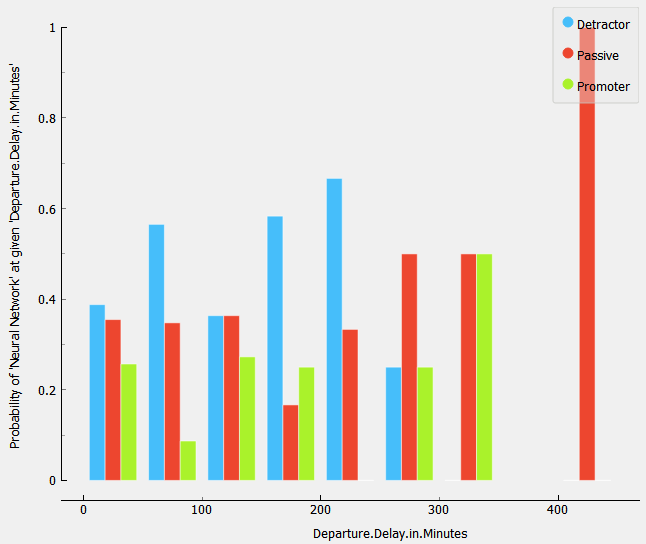 Detractor
Passive
Promoter
1
0.8
0.6
0.4
0.2
0
Probability of 'Neural Network' at given 'Departure.Delay.in.Minutes'
0 100 200 300 400
Departure.Delay.in.Minutes